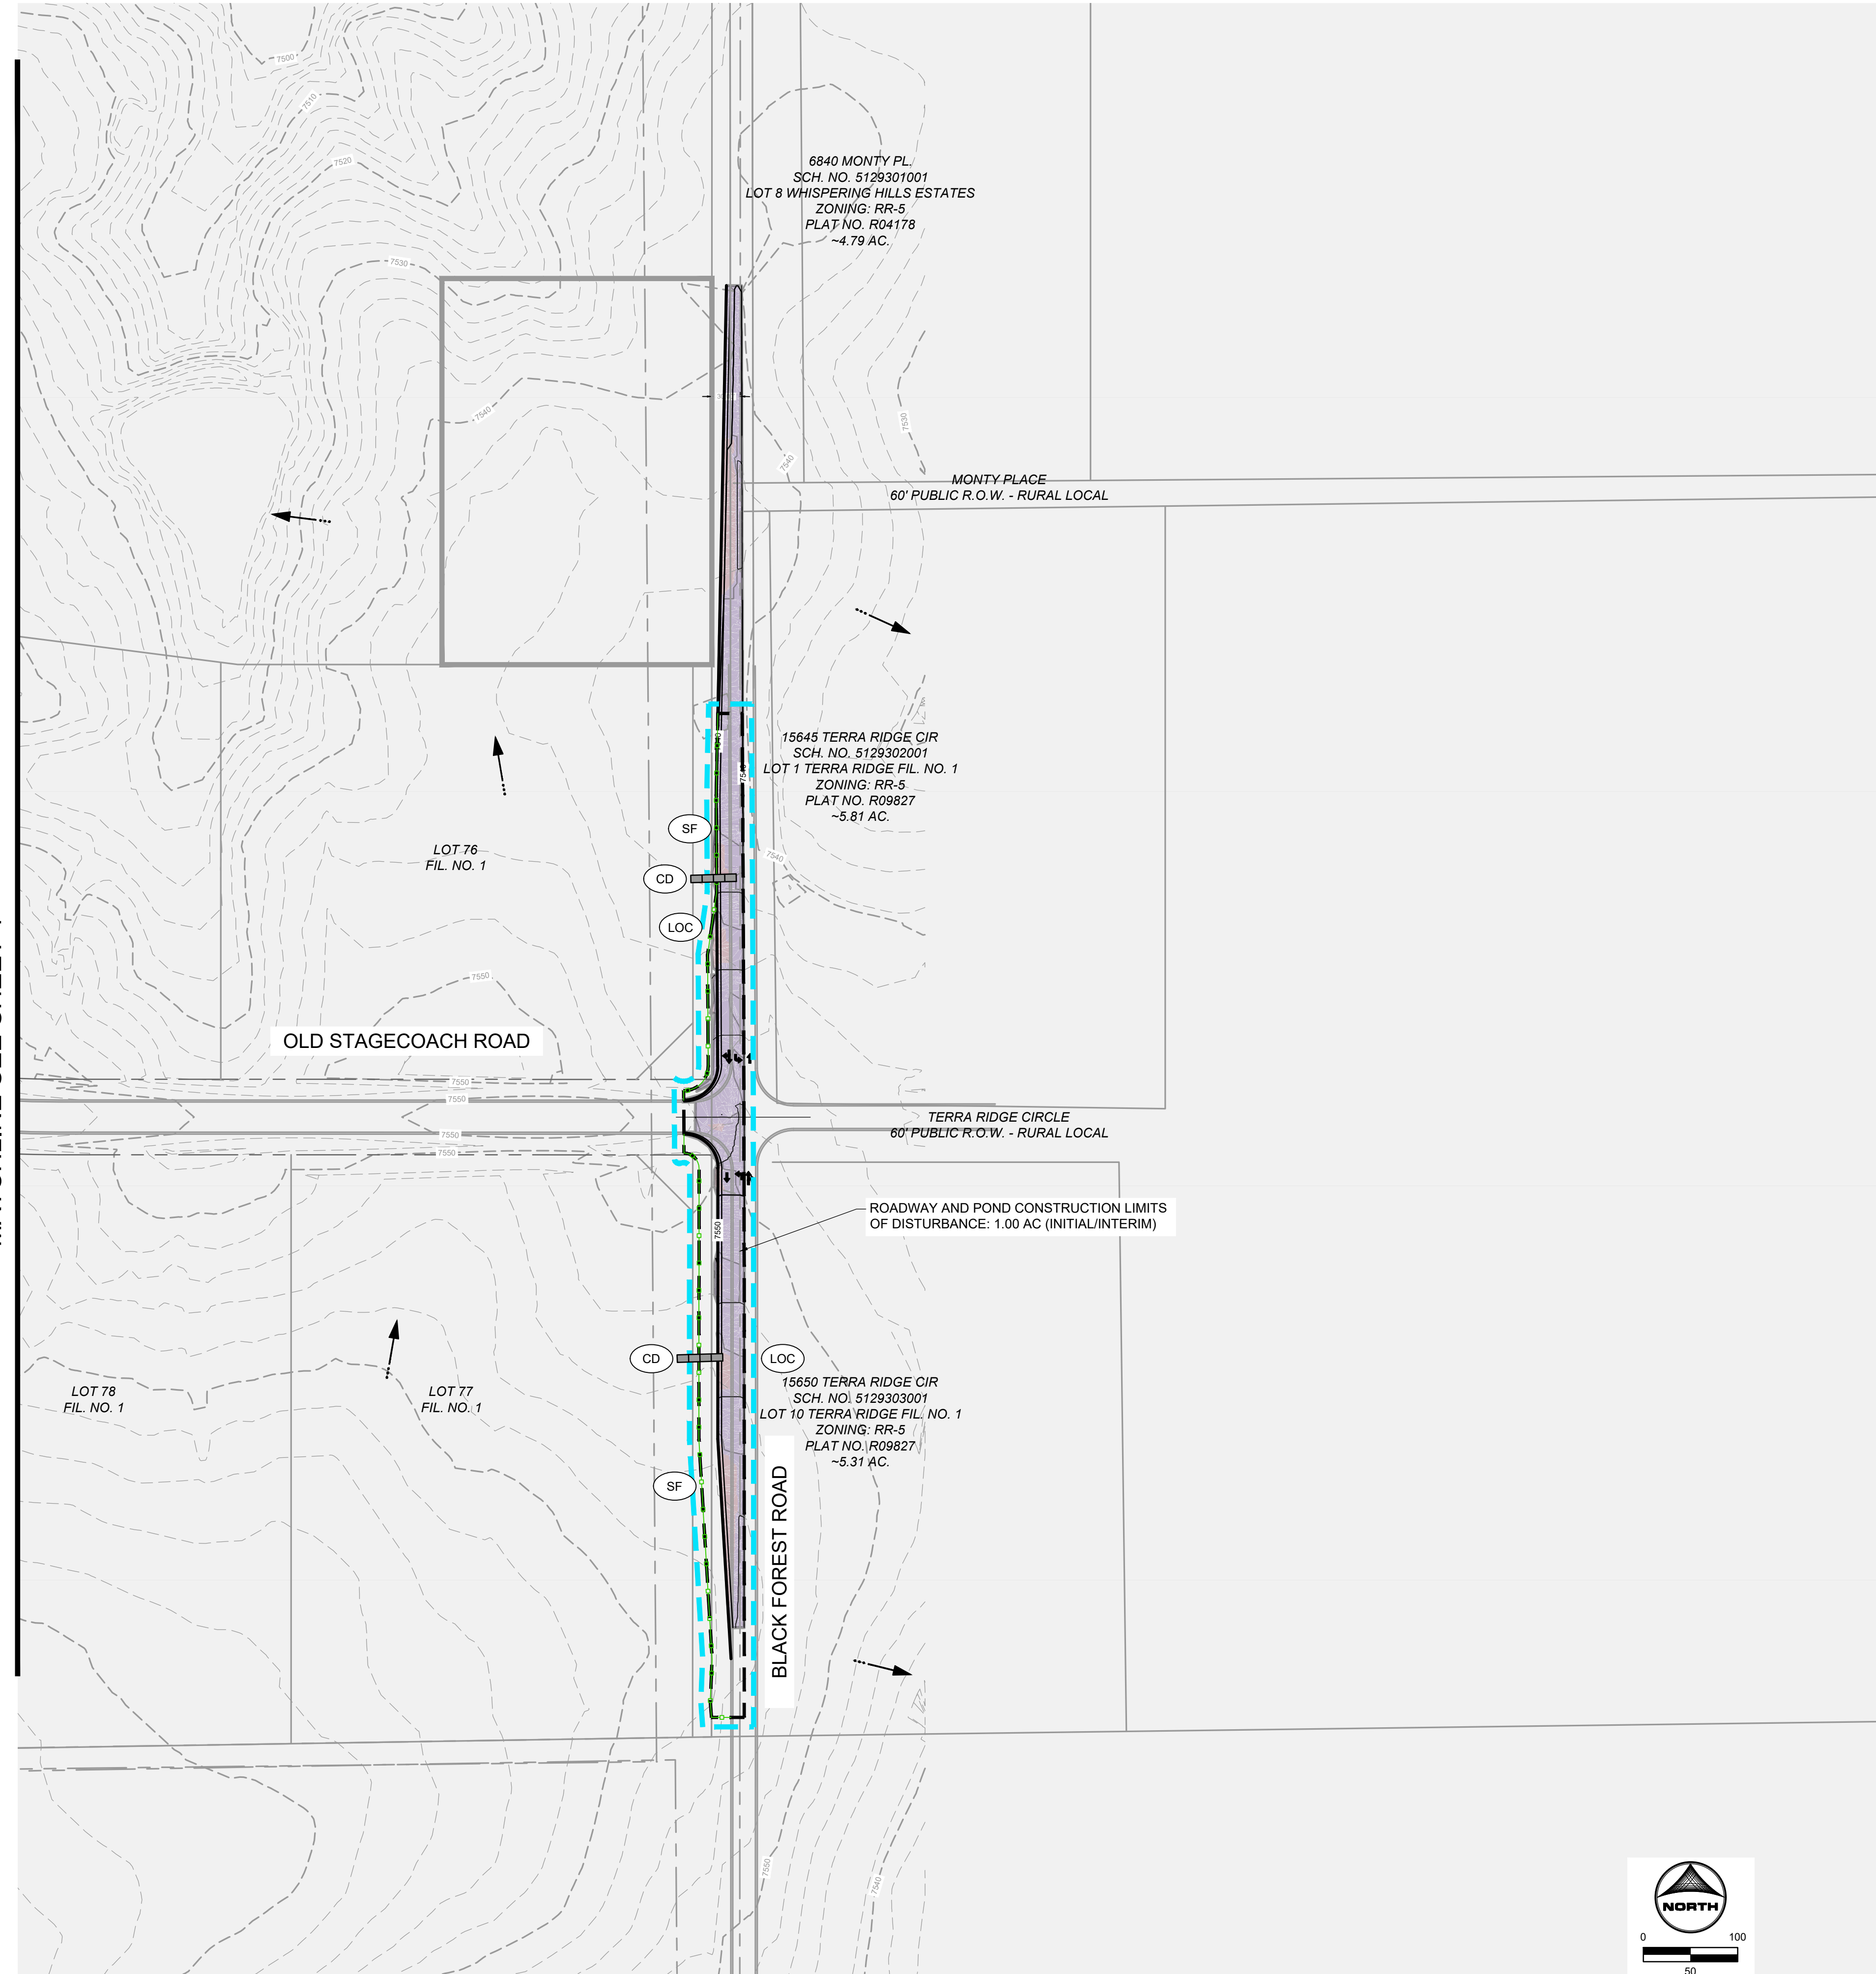 7500
7510
7520
6840 MONTY PL.
SCH. NO. 5129301001
LOT 8 WHISPERING HILLS ESTATES
ZONING: RR-5
PLAT NO. R04178
~4.79 AC.
7530
7540
7530
7540
MONTY PLACE
60' PUBLIC R.O.W. - RURAL LOCAL
15645 TERRA RIDGE CIR
SCH. NO. 5129302001
LOT 1 TERRA RIDGE FIL. NO. 1
ZONING: RR-5
PLAT NO. R09827
~5.81 AC.
7540
7540
SF
LOT 76
FIL. NO. 1
7540
CD
LOC
7550
OLD STAGECOACH ROAD
7550
7550
7550
7550
TERRA RIDGE CIRCLE
60' PUBLIC R.O.W. - RURAL LOCAL
ROADWAY AND POND CONSTRUCTION LIMITS
OF DISTURBANCE: 1.00 AC (INITIAL/INTERIM)
7550
CD
LOC
15650 TERRA RIDGE CIR
SCH. NO. 5129303001
LOT 10 TERRA RIDGE FIL. NO. 1
ZONING: RR-5
PLAT NO. R09827
~5.31 AC.
LOT 78
FIL. NO. 1
LOT 77
FIL. NO. 1
SF
BLACK FOREST ROAD
7550
7540
NORTH
0 100
50